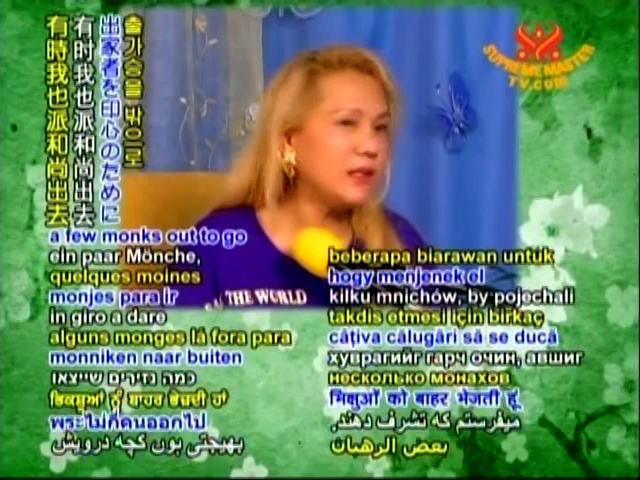 有時我也派和尚出去
有时我也派和尚出去
出家者を印心のために
출가승을 밖으로
SUPREME MASTER
TV.com
THE WORLD
a few monks out to go
ein paar Mönche,
quelques moines
monjes para ir
in giro a dare
alguns monges lá fora para
monniken naar buiten
כמה נזירים שייצאו
ਭਿਕਸ਼ੂਆਂ ਨੂੰ ਬਾਹਰ ਭੇਜਦੀ ਹਾਂ
พระไม่กี่คนออกไป
بھیجتی ہوں کچھ درویش
beberapa biarawan untuk
hogy menjenek el
kilku mnichów, by pojechali
takdis etmesi için birkaç
câţiva călugări să se ducă
хуврагийг гарч очин, авшиг
несколько монахов
भिक्षुओं को बाहर भेजती हूं
میفرستم که تشرف دهند.
بعض الرهبان